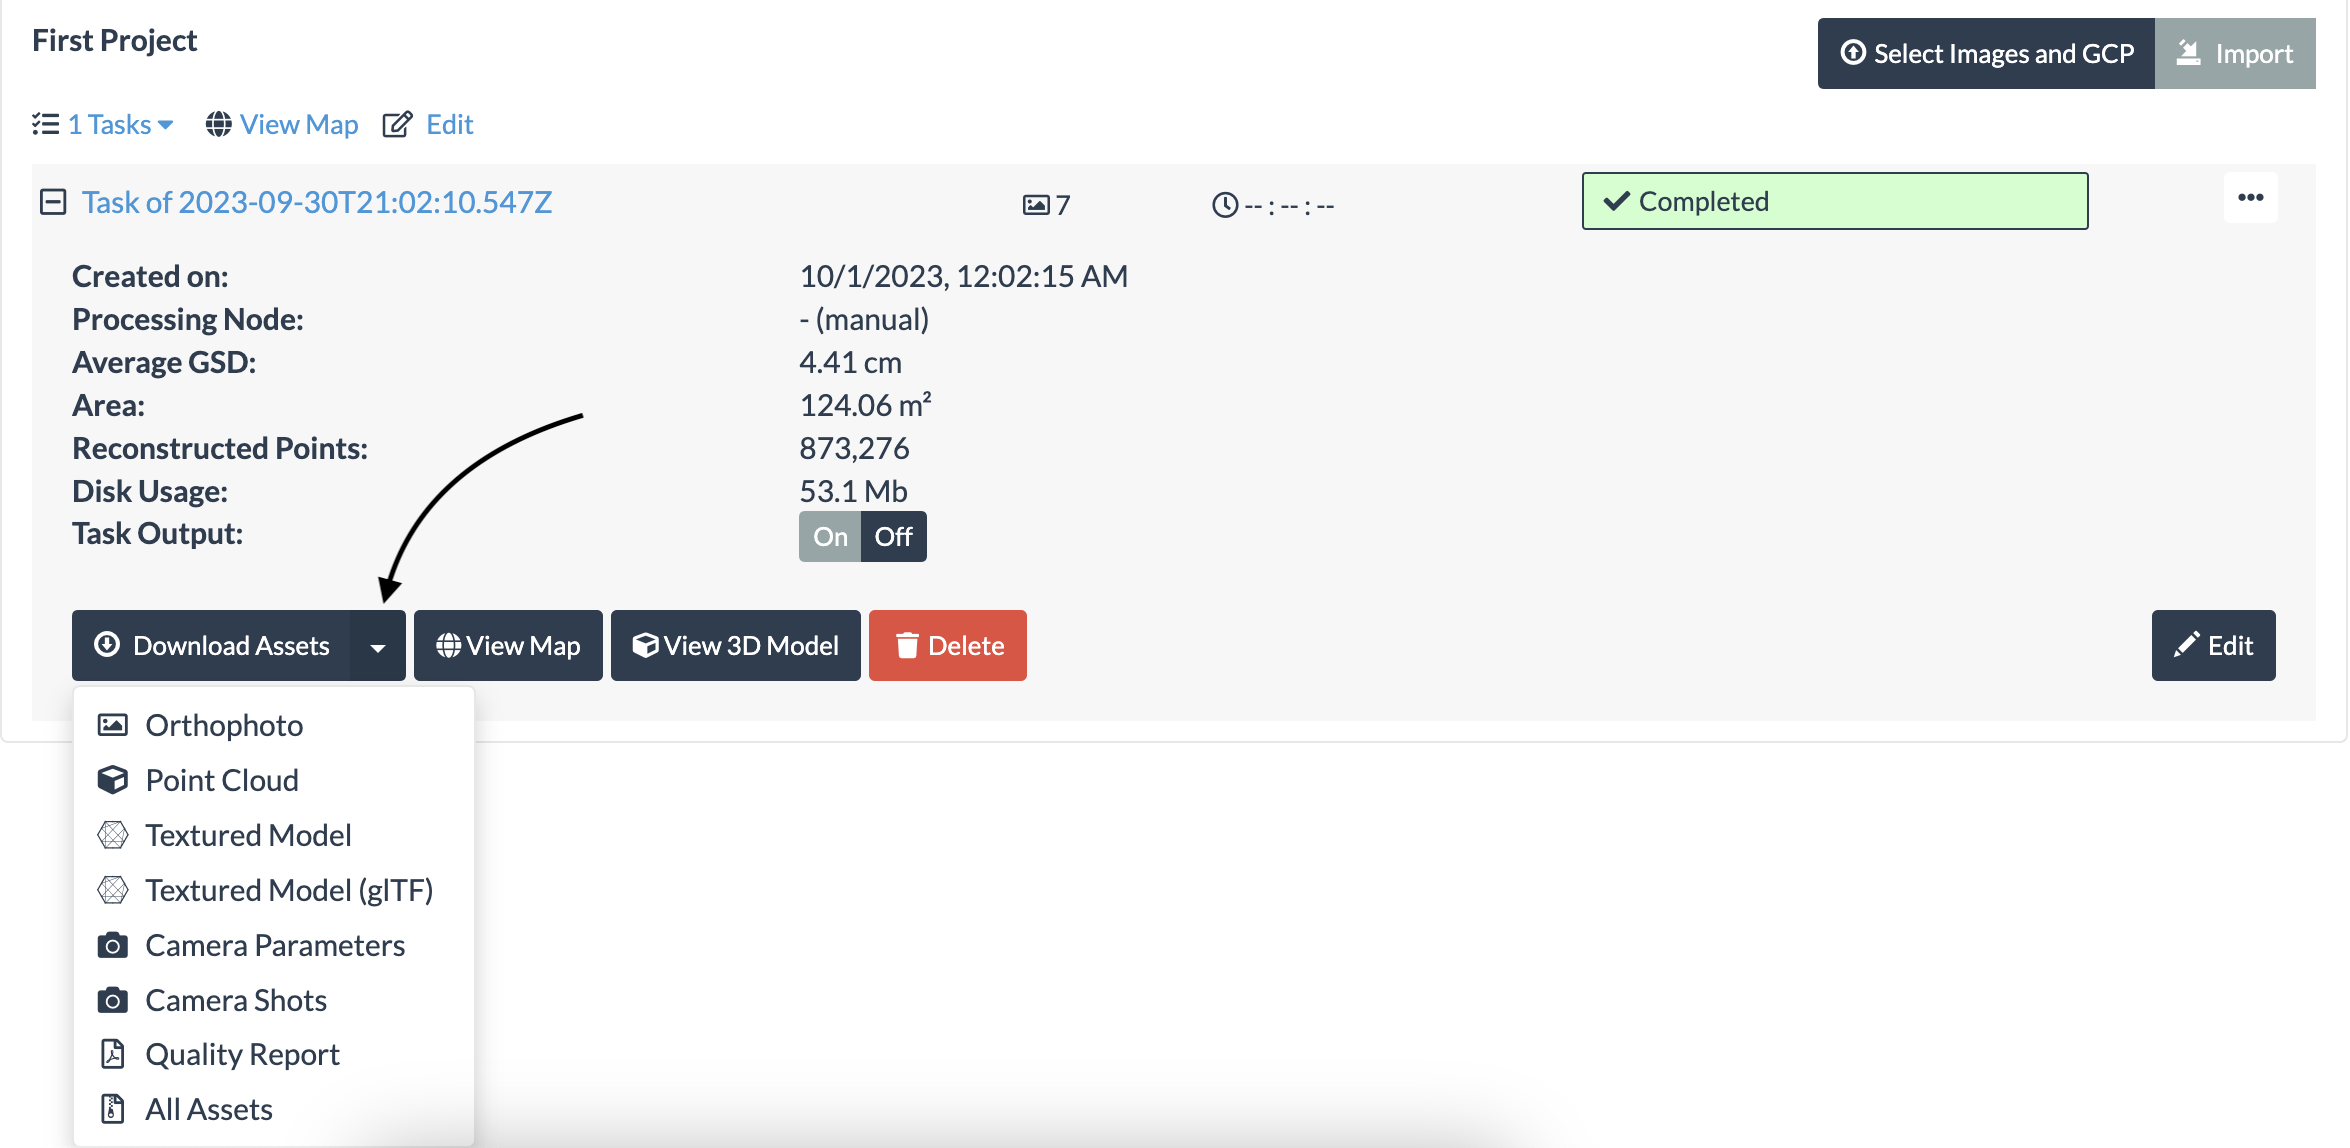 First Project
Select Images and GCP
Import
1 Tasks
View Map
Edit
Task of 2023-09-30T21:02:10.547Z
7
-- : -- : --
Completed
Created on:
10/1/2023, 12:02:15 AM
Processing Node:
- (manual)
Average GSD:
4.41 cm
Area:
124.06 m²
Reconstructed Points:
873,276
Disk Usage:
53.1 Mb
Task Output:
On
Off
Download Assets
View Map
View 3D Model
Delete
Edit
Orthophoto
Point Cloud
Textured Model
Textured Model (glTF)
Camera Parameters
Camera Shots
Quality Report
All Assets